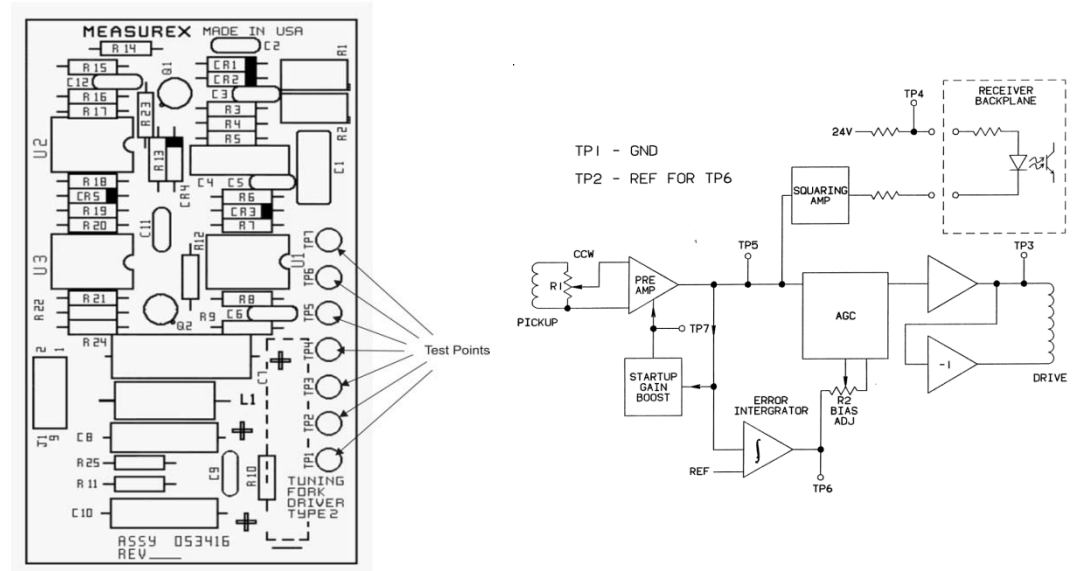 MEASUREX MADE IN USA
R14
C2
R15
Q1
CR1
R1
C12
CR2
C3
R16
R23
R3
R17
R4
R2
R5
U2
R13
C1
C4
C5
R18
CR4
R6
CR5
CR3
R19
R7
R20
C11
R12
TP7
U3
U1
TP6
R21
R8
R22
C6
TP5
R9
Q2
R24
TP4
Test Points
2 1
C7
TP3
L1
J1
9
C8
TP2
R25
C9
R10
TP1
R11
TUNING
FORK
DRIVER
TYPE 2
C10
ASSY 053416
REV
TP1 - GND
TP2 - REF FOR TP6
TP4
RECEIVER
BACKPLANE
24V
SQUARING
AMP
TP5
TP3
CCW
R1
PRE
AMP
PICKUP
TP7
AGC
-1
DRIVE
STARTUP
GAIN
BOOST
ERROR
INTERGRATOR
R2
BIAS
ADJ
∫
REF
TP6